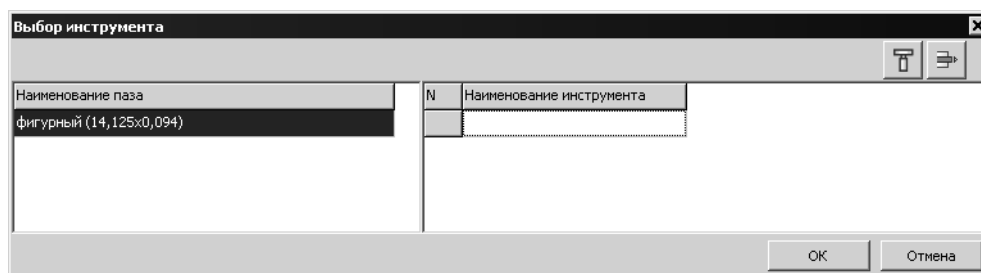 Выбор инструмента
Наименование паза
N Наименование инструмента
фигурный (14,125x0,094)
OK Отмена